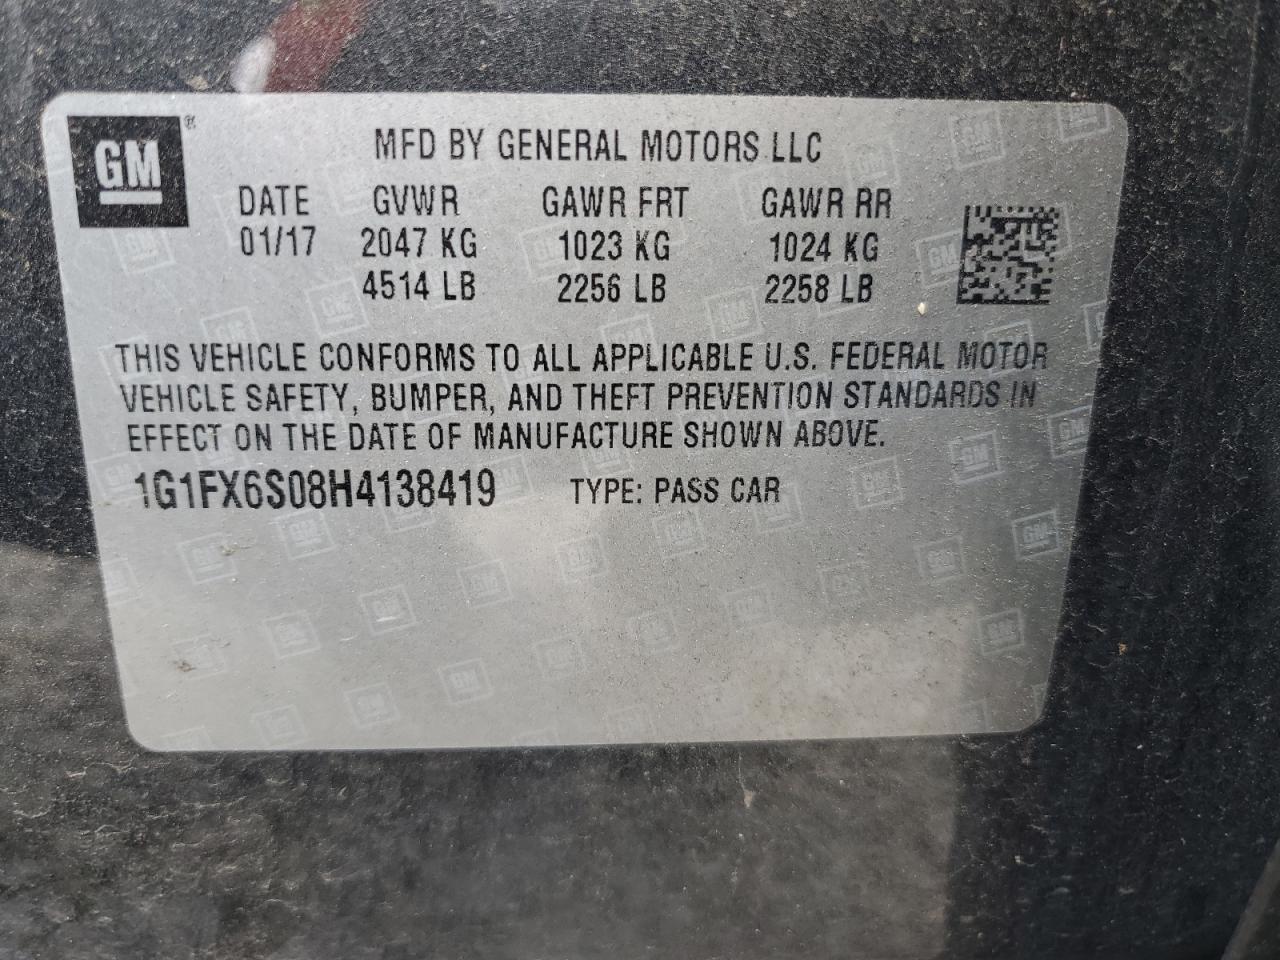 GM®
MFD BY GENERAL MOTORS LLC
DATE GVWR GAWR FRT GAWR RR
01/17 2047 KG 1023 KG 1024 KG
4514 LB 2256 LB 2258 LB
THIS VEHICLE CONFORMS TO ALL APPLICABLE U.S. FEDERAL MOTOR
VEHICLE SAFETY, BUMPER, AND THEFT PREVENTION STANDARDS IN
EFFECT ON THE DATE OF MANUFACTURE SHOWN ABOVE.
1G1FX6S08H4138419 TYPE: PASS CAR